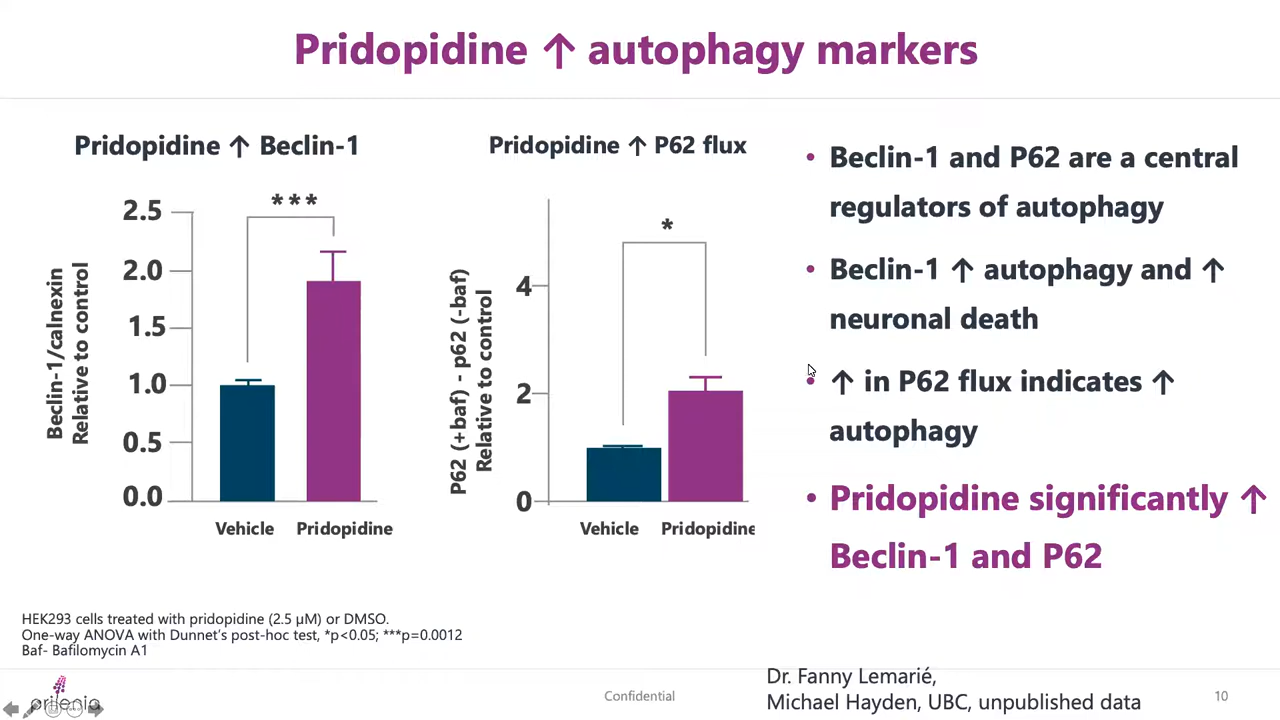 Pridopidine ↑ autophagy markers
Pridopidine ↑ Beclin-1
***
2.5
2.0
1.5
1.0
0.5
0.0
Beclin-1/calnexin
Relative to control
Vehicle Pridopidine
Pridopidine ↑ P62 flux
*
4
2
0
P62 (+baf) - p62 (-baf)
Relative to control
Vehicle Pridopidine
• Beclin-1 and P62 are a central
regulators of autophagy
• Beclin-1 ↑ autophagy and ↑
neuronal death
• ↑ in P62 flux indicates ↑
autophagy
• Pridopidine significantly ↑
Beclin-1 and P62
HEK293 cells treated with pridopidine (2.5 µM) or DMSO.
One-way ANOVA with Dunnet's post-hoc test, *p<0.05; ***p=0.0012
Baf- Bafilomycin A1
prilenia
Confidential
Dr. Fanny Lemarié,
Michael Hayden, UBC, unpublished data
10